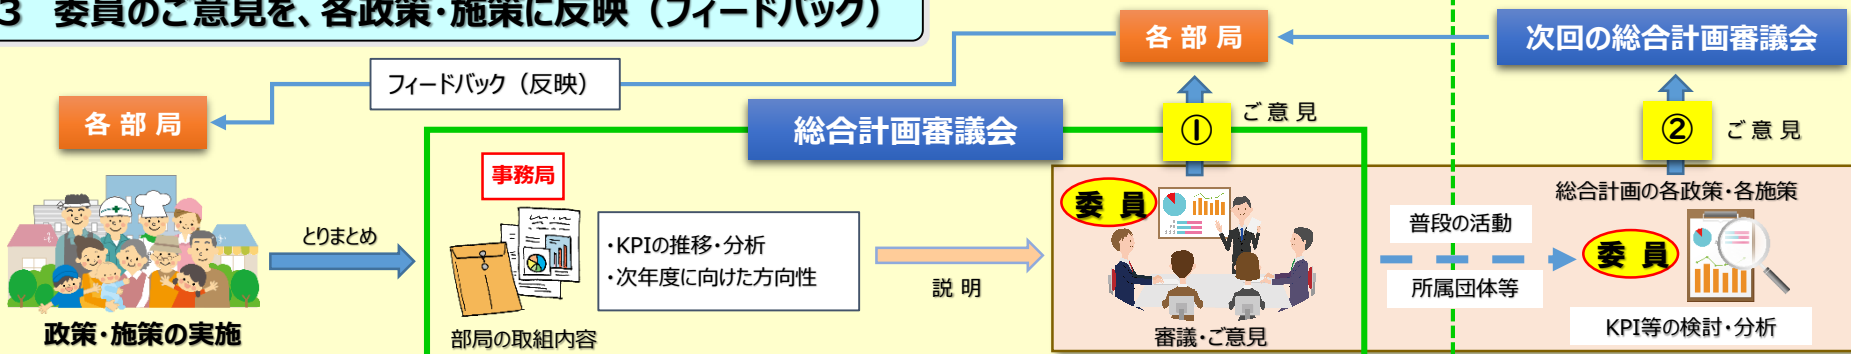 3 委員のご意見を、各政策・施策に反映（フィードバック）
各 部 局
次回の総合計画審議会
フィードバック（反映）
各 部 局
総合計画審議会
①
ご 意 見
②
ご 意 見
事務局
委 員
総合計画の各政策・各施策
とりまとめ
・KPIの推移・分析
・次年度に向けた方向性
説 明
普段の活動
所属団体等
委 員
政策・施策の実施
部局の取組内容
審議・ご意見
KPI等の検討・分析